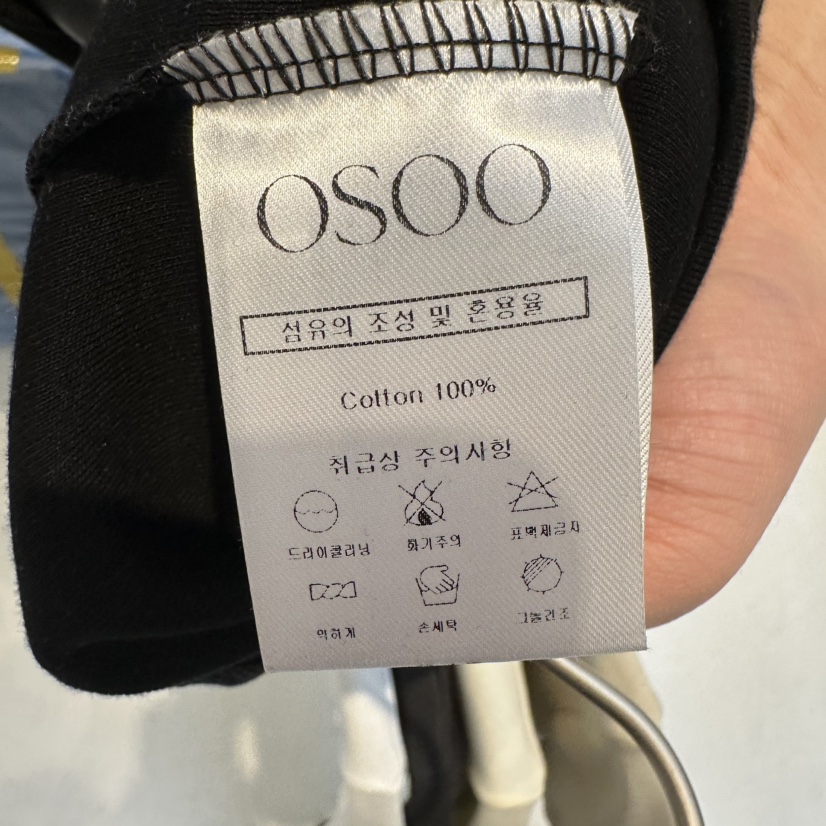 OSOO
섬유의 조성 및 혼용율
Cotton 100%
취급상 주의사항
드라이클리닝 화기주의 표백제금지
약하게 손세탁 그늘건조